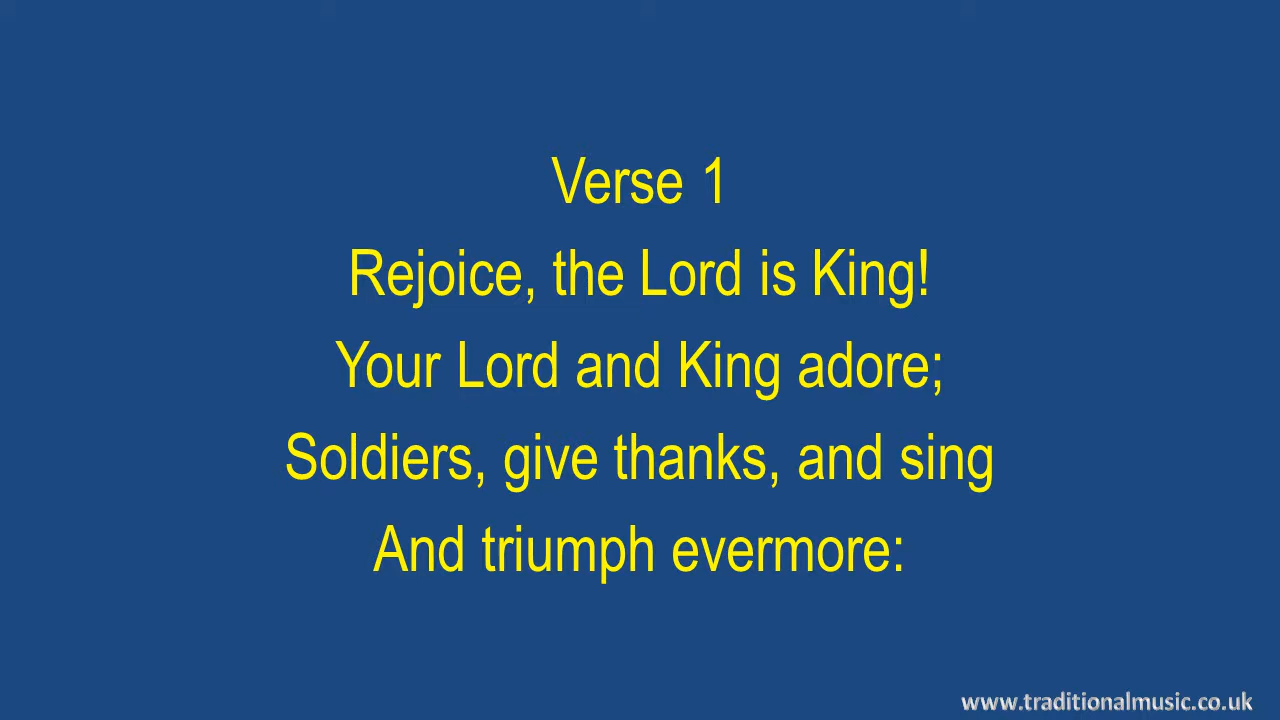 Verse 1
Rejoice, the Lord is King!
Your Lord and King adore;
Soldiers, give thanks, and sing
And triumph evermore:
www.traditionalmusic.co.uk